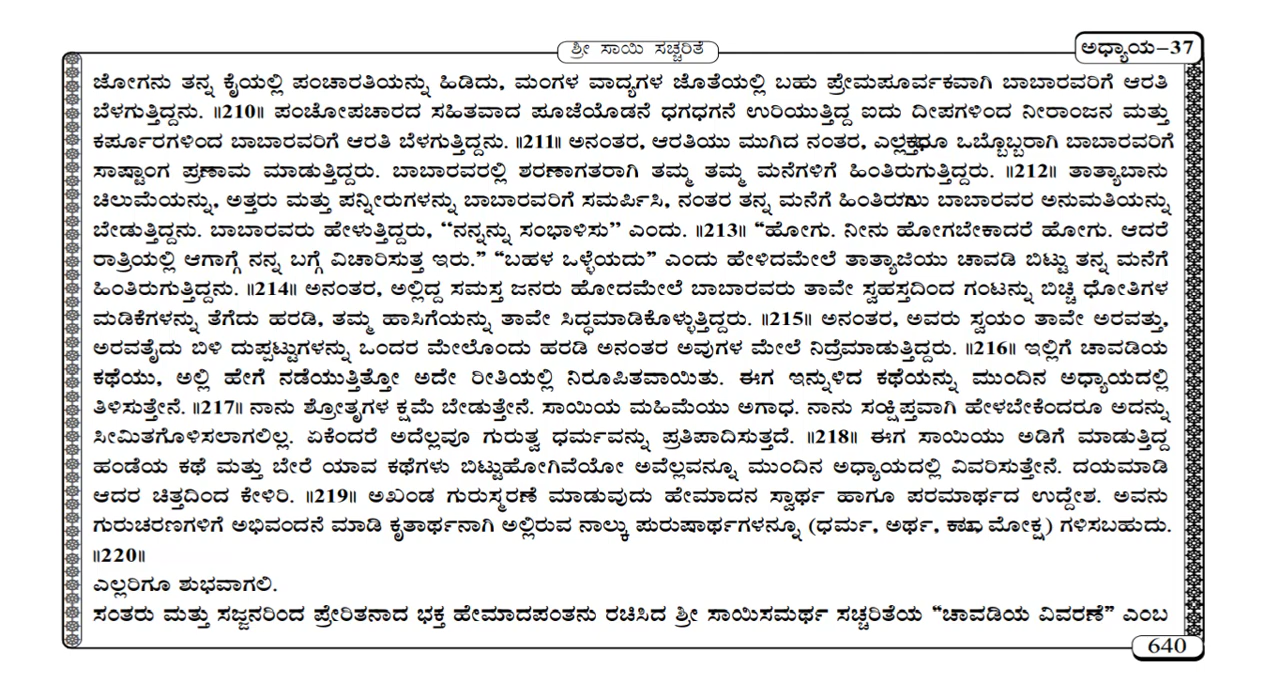 ಶ್ರೀ ಸಾಯಿ ಸಚ್ಚರಿತೆ
ಅಧ್ಯಾಯ–37
ಜೋಗನು ತನ್ನ ಕೈಯಲ್ಲಿ ಪಂಚಾರತಿಯನ್ನು ಹಿಡಿದು, ಮಂಗಳ ವಾದ್ಯಗಳ ಜೊತೆಯಲ್ಲಿ ಬಹು ಪ್ರೇಮಪೂರ್ವಕವಾಗಿ ಬಾಬಾರವರಿಗೆ ಆರತಿ
ಬೆಳಗುತ್ತಿದ್ದನು. ॥210॥ ಪಂಚೋಪಚಾರದ ಸಹಿತವಾದ ಪೂಜೆಯೊಡನೆ ಧಗಧಗನೆ ಉರಿಯುತ್ತಿದ್ದ ಐದು ದೀಪಗಳಿಂದ ನೀರಾಂಜನ ಮತ್ತು
ಕರ್ಪೂರಗಳಿಂದ ಬಾಬಾರವರಿಗೆ ಆರತಿ ಬೆಳಗುತ್ತಿದ್ದನು. ॥211॥ ಅನಂತರ, ಆರತಿಯು ಮುಗಿದ ನಂತರ, ಒಬ್ಬೊಬ್ಬರಾಗಿ ಬಾಬಾರವರಿಗೆ
ಸಾಷ್ಟಾಂಗ ಪ್ರಣಾಮ ಮಾಡುತ್ತಿದ್ದರು. ಬಾಬಾರವರಲ್ಲಿ ಶರಣಾಗತರಾಗಿ ತಮ್ಮ ತಮ್ಮ ಮನೆಗಳಿಗೆ ಹಿಂತಿರುಗುತ್ತಿದ್ದರು. ॥212॥ ತಾತ್ಯಾಬಾನು
ಚಿಲುಮೆಯನ್ನು, ಅತ್ತರು ಮತ್ತು ಪನ್ನೀರುಗಳನ್ನು ಬಾಬಾರವರಿಗೆ ಸಮರ್ಪಿಸಿ, ನಂತರ ತನ್ನ ಮನೆಗೆ ಬಾಬಾರವರ ಅನುಮತಿಯನ್ನು
ಬೇಡುತ್ತಿದ್ದನು. ಬಾಬಾರವರು ಹೇಳುತ್ತಿದ್ದರು, ‘‘ನನ್ನನ್ನು ಸಂಭಾಳಿಸು’’ ಎಂದು. ॥213॥ “ಹೋಗು. ನೀನು ಹೋಗಬೇಕಾದರೆ ಹೋಗು. ಆದರೆ
ರಾತ್ರಿಯಲ್ಲಿ ಆಗಾಗ್ಗೆ ನನ್ನ ಬಗ್ಗೆ ವಿಚಾರಿಸುತ್ತ ಇರು.” “ಬಹಳ ಒಳ್ಳೆಯದು” ಎಂದು ಹೇಳಿದಮೇಲೆ ತಾತ್ಯಾಜಿಯು ಚಾವಡಿ ಬಿಟ್ಟು ತನ್ನ ಮನೆಗೆ
ಹಿಂತಿರುಗುತ್ತಿದ್ದನು. ॥214॥ ಅನಂತರ, ಅಲ್ಲಿದ್ದ ಸಮಸ್ತ ಜನರು ಹೋದಮೇಲೆ ಬಾಬಾರವರು ತಾವೇ ಸ್ವಹಸ್ತದಿಂದ ಗಂಟನ್ನು ಬಿಚ್ಚಿ ಧೋತಿಗಳ
ಮಡಿಕೆಗಳನ್ನು ತೆಗೆದು ಹರಡಿ, ತಮ್ಮ ಹಾಸಿಗೆಯನ್ನು ತಾವೇ ಸಿದ್ಧಮಾಡಿಕೊಳ್ಳುತ್ತಿದ್ದರು. ॥215॥ ಅನಂತರ, ಅವರು ಸ್ವಯಂ ತಾವೇ ಅರವತ್ತು,
ಅರವತೈದು ಬಿಳಿ ದುಪ್ಪಟ್ಟುಗಳನ್ನು ಒಂದರ ಮೇಲೊಂದು ಹರಡಿ ಅನಂತರ ಅವುಗಳ ಮೇಲೆ ನಿದ್ರೆಮಾಡುತ್ತಿದ್ದರು. ॥216॥ ಇಲ್ಲಿಗೆ ಚಾವಡಿಯ
ಕಥೆಯು, ಅಲ್ಲಿ ಹೇಗೆ ನಡೆಯುತ್ತಿತ್ತೋ ಅದೇ ರೀತಿಯಲ್ಲಿ ನಿರೂಪಿತವಾಯಿತು. ಈಗ ಇನ್ನುಳಿದ ಕಥೆಯನ್ನು ಮುಂದಿನ ಅಧ್ಯಾಯದಲ್ಲಿ
ತಿಳಿಸುತ್ತೇನೆ. ॥217॥ ನಾನು ಶ್ರೋತೃಗಳ ಕ್ಷಮೆ ಬೇಡುತ್ತೇನೆ. ಸಾಯಿಯ ಮಹಿಮೆಯು ಅಗಾಧ. ನಾನು ಸಂಕ್ಷಿಪ್ತವಾಗಿ ಹೇಳಬೇಕೆಂದರೂ ಅದನ್ನು
ಸೀಮಿತಗೊಳಿಸಲಾಗಲಿಲ್ಲ. ಏಕೆಂದರೆ ಅದೆಲ್ಲವೂ ಗುರುತ್ವ ಧರ್ಮವನ್ನು ಪ್ರತಿಪಾದಿಸುತ್ತದೆ. ॥218॥ ಈಗ ಸಾಯಿಯು ಅಡಿಗೆ ಮಾಡುತ್ತಿದ್ದ
ಹಂಡೆಯ ಕಥೆ ಮತ್ತು ಬೇರೆ ಯಾವ ಕಥೆಗಳು ಬಿಟ್ಟುಹೋಗಿವೆಯೋ ಅವೆಲ್ಲವನ್ನೂ ಮುಂದಿನ ಅಧ್ಯಾಯದಲ್ಲಿ ವಿವರಿಸುತ್ತೇನೆ. ದಯಮಾಡಿ
ಆದರ ಚಿತ್ತದಿಂದ ಕೇಳಿರಿ. ॥219॥ ಅಖಂಡ ಗುರುಸ್ಮರಣೆ ಮಾಡುವುದು ಹೇಮಾದನ ಸ್ವಾರ್ಥ ಹಾಗೂ ಪರಮಾರ್ಥದ ಉದ್ದೇಶ. ಅವನು
ಗುರುಚರಣಗಳಿಗೆ ಅಭಿವಂದನೆ ಮಾಡಿ ಕೃತಾರ್ಥನಾಗಿ ಅಲ್ಲಿರುವ ನಾಲ್ಕು ಪುರುಷಾರ್ಥಗಳನ್ನೂ (ಧರ್ಮ, ಅರ್ಥ, ಮೋಕ್ಷ) ಗಳಿಸಬಹುದು.
॥220॥
ಎಲ್ಲರಿಗೂ ಶುಭವಾಗಲಿ.
ಸಂತರು ಮತ್ತು ಸಜ್ಜನರಿಂದ ಪ್ರೇರಿತನಾದ ಭಕ್ತ ಹೇಮಾದಪಂತನು ರಚಿಸಿದ ಶ್ರೀ ಸಾಯಿಸಮರ್ಥ ಸಚ್ಚರಿತೆಯ “ಚಾವಡಿಯ ವಿವರಣೆ” ಎಂಬ
640